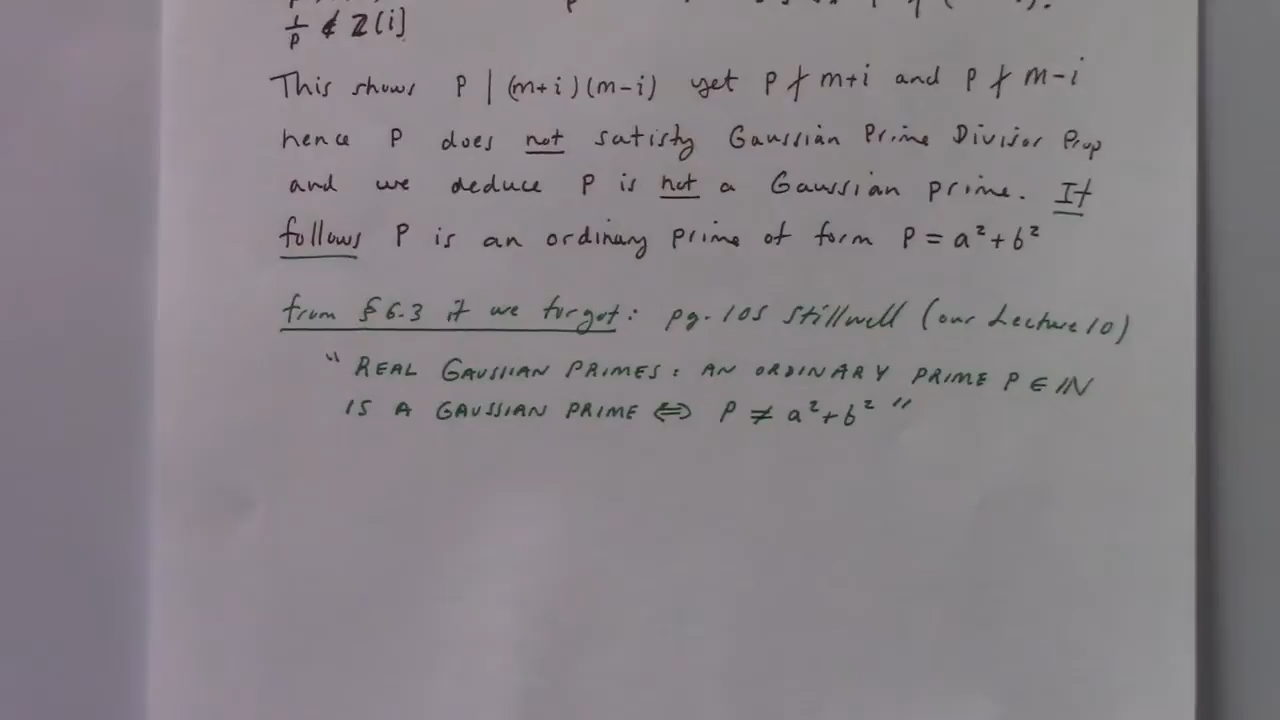 1/p ∉ Z[i]
This shows P | (m+i)(m-i) yet P ∤ m+i and P ∤ m-i
hence P does not satisfy Gaussian Prime Divisor Prop
and we deduce P is not a Gaussian prime. It
follows P is an ordinary prime of form P = a² + b²
from § 6.3 if we forgot: pg. 105 Stillwell (our Lecture 10)
"REAL GAUSSIAN PRIMES: AN ORDINARY PRIME P ∈ IN
IS A GAUSSIAN PRIME ⇔ P ≠ a² + b² "